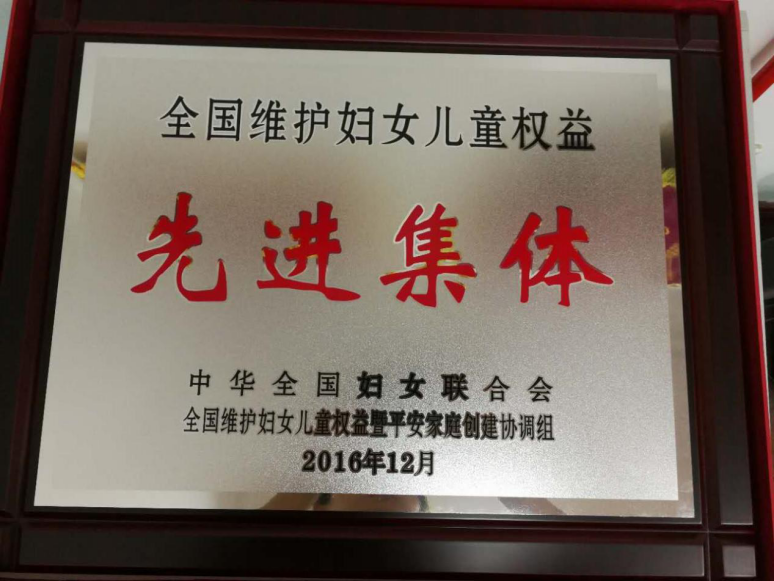 全国维护妇女儿童权益
先进集体
中华全国妇女联合会
全国维护妇女儿童权益暨平安家庭创建协调组
2016年12月